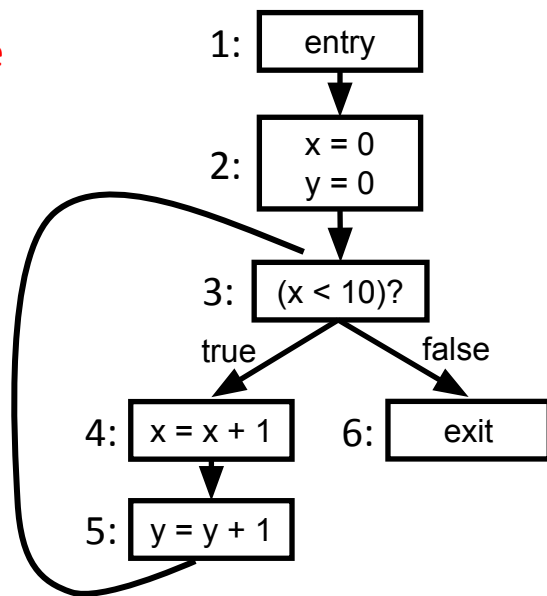 e
1: entry
2: x = 0
y = 0
3: (x < 10)?
true false
4: x = x + 1 6: exit
5: y = y + 1